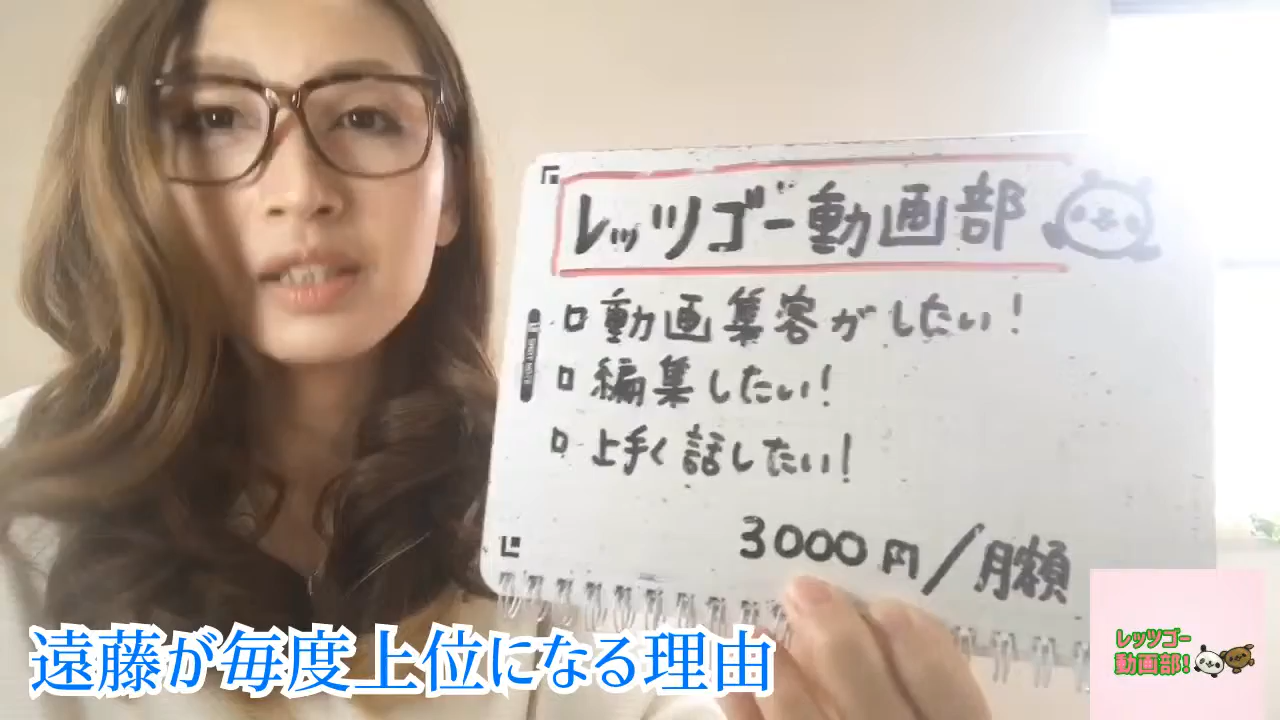 レッツゴー動画部
動画集客がしたい!
編集したい!
上手く話したい!
3000円/月額
遠藤が毎度上位になる理由
レッツゴー
動画部!